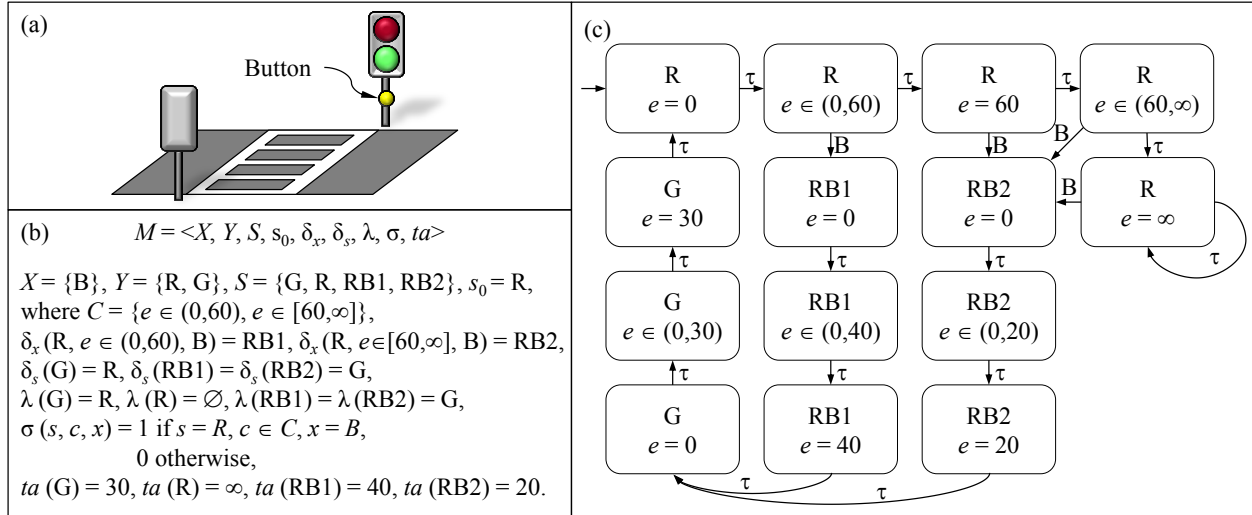 (a)
Button
(b)
M = <X, Y, S, s₀, δₓ, δₛ, λ, σ, ta>
X = {B}, Y = {R, G}, S = {G, R, RB1, RB2}, s₀ = R,
where C = {e ∈ (0,60), e ∈ [60,∞]},
δₓ (R, e ∈ (0,60), B) = RB1, δₓ (R, e∈[60,∞], B) = RB2,
δₛ (G) = R, δₛ (RB1) = δₛ (RB2) = G,
λ (G) = R, λ (R) = ∅, λ (RB1) = λ (RB2) = G,
σ (s, c, x) = 1 if s = R, c ∈ C, x = B,
0 otherwise,
ta (G) = 30, ta (R) = ∞, ta (RB1) = 40, ta (RB2) = 20.
(c)
R
e = 0
τ
R
e ∈ (0,60)
τ
R
e = 60
τ
R
e ∈ (60,∞)
τ
B
B
B
τ
G
e = 30
RB1
e = 0
RB2
e = 0
B
R
e = ∞
τ
τ
τ
τ
G
e ∈ (0,30)
RB1
e ∈ (0,40)
RB2
e ∈ (0,20)
τ
τ
τ
G
e = 0
RB1
e = 40
RB2
e = 20
τ
τ